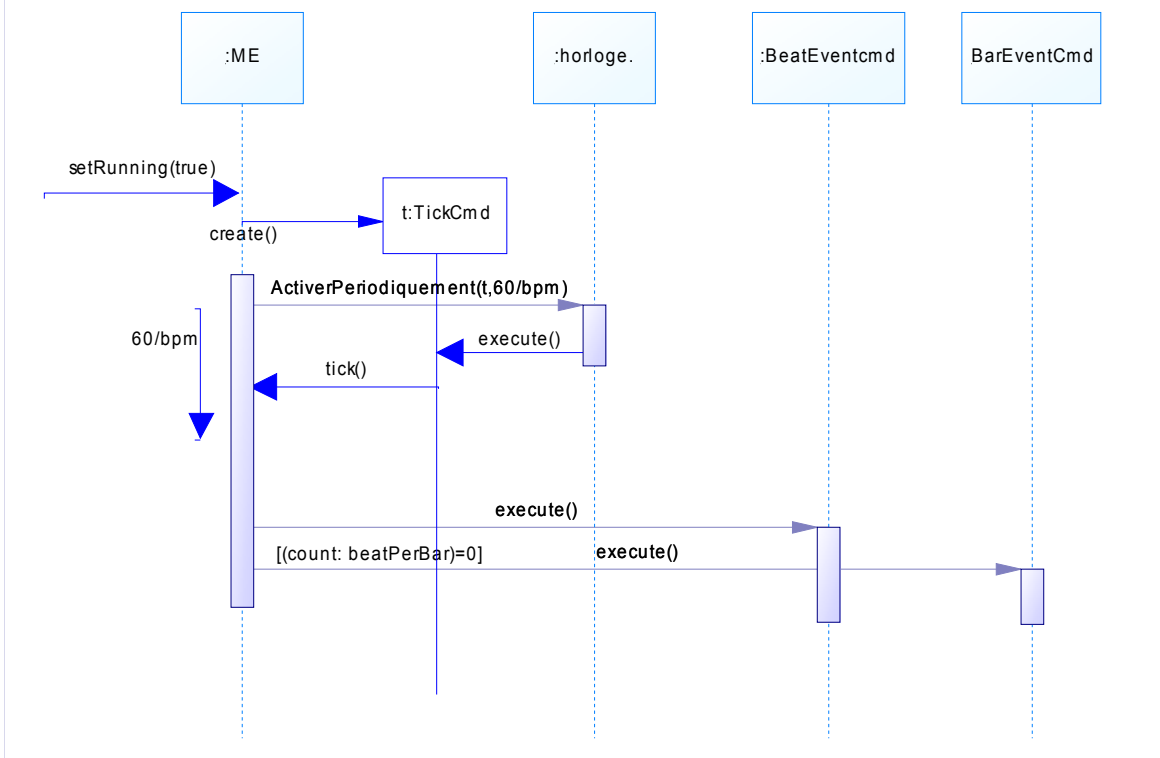 :ME
:horloge.
:BeatEventcmd
BarEventCmd
setRunning(true)
t:TickCmd
create()
ActiverPeriodiquement(t,60/bpm)
60/bpm
execute()
tick()
execute()
[(count: beatPerBar)=0]
execute()